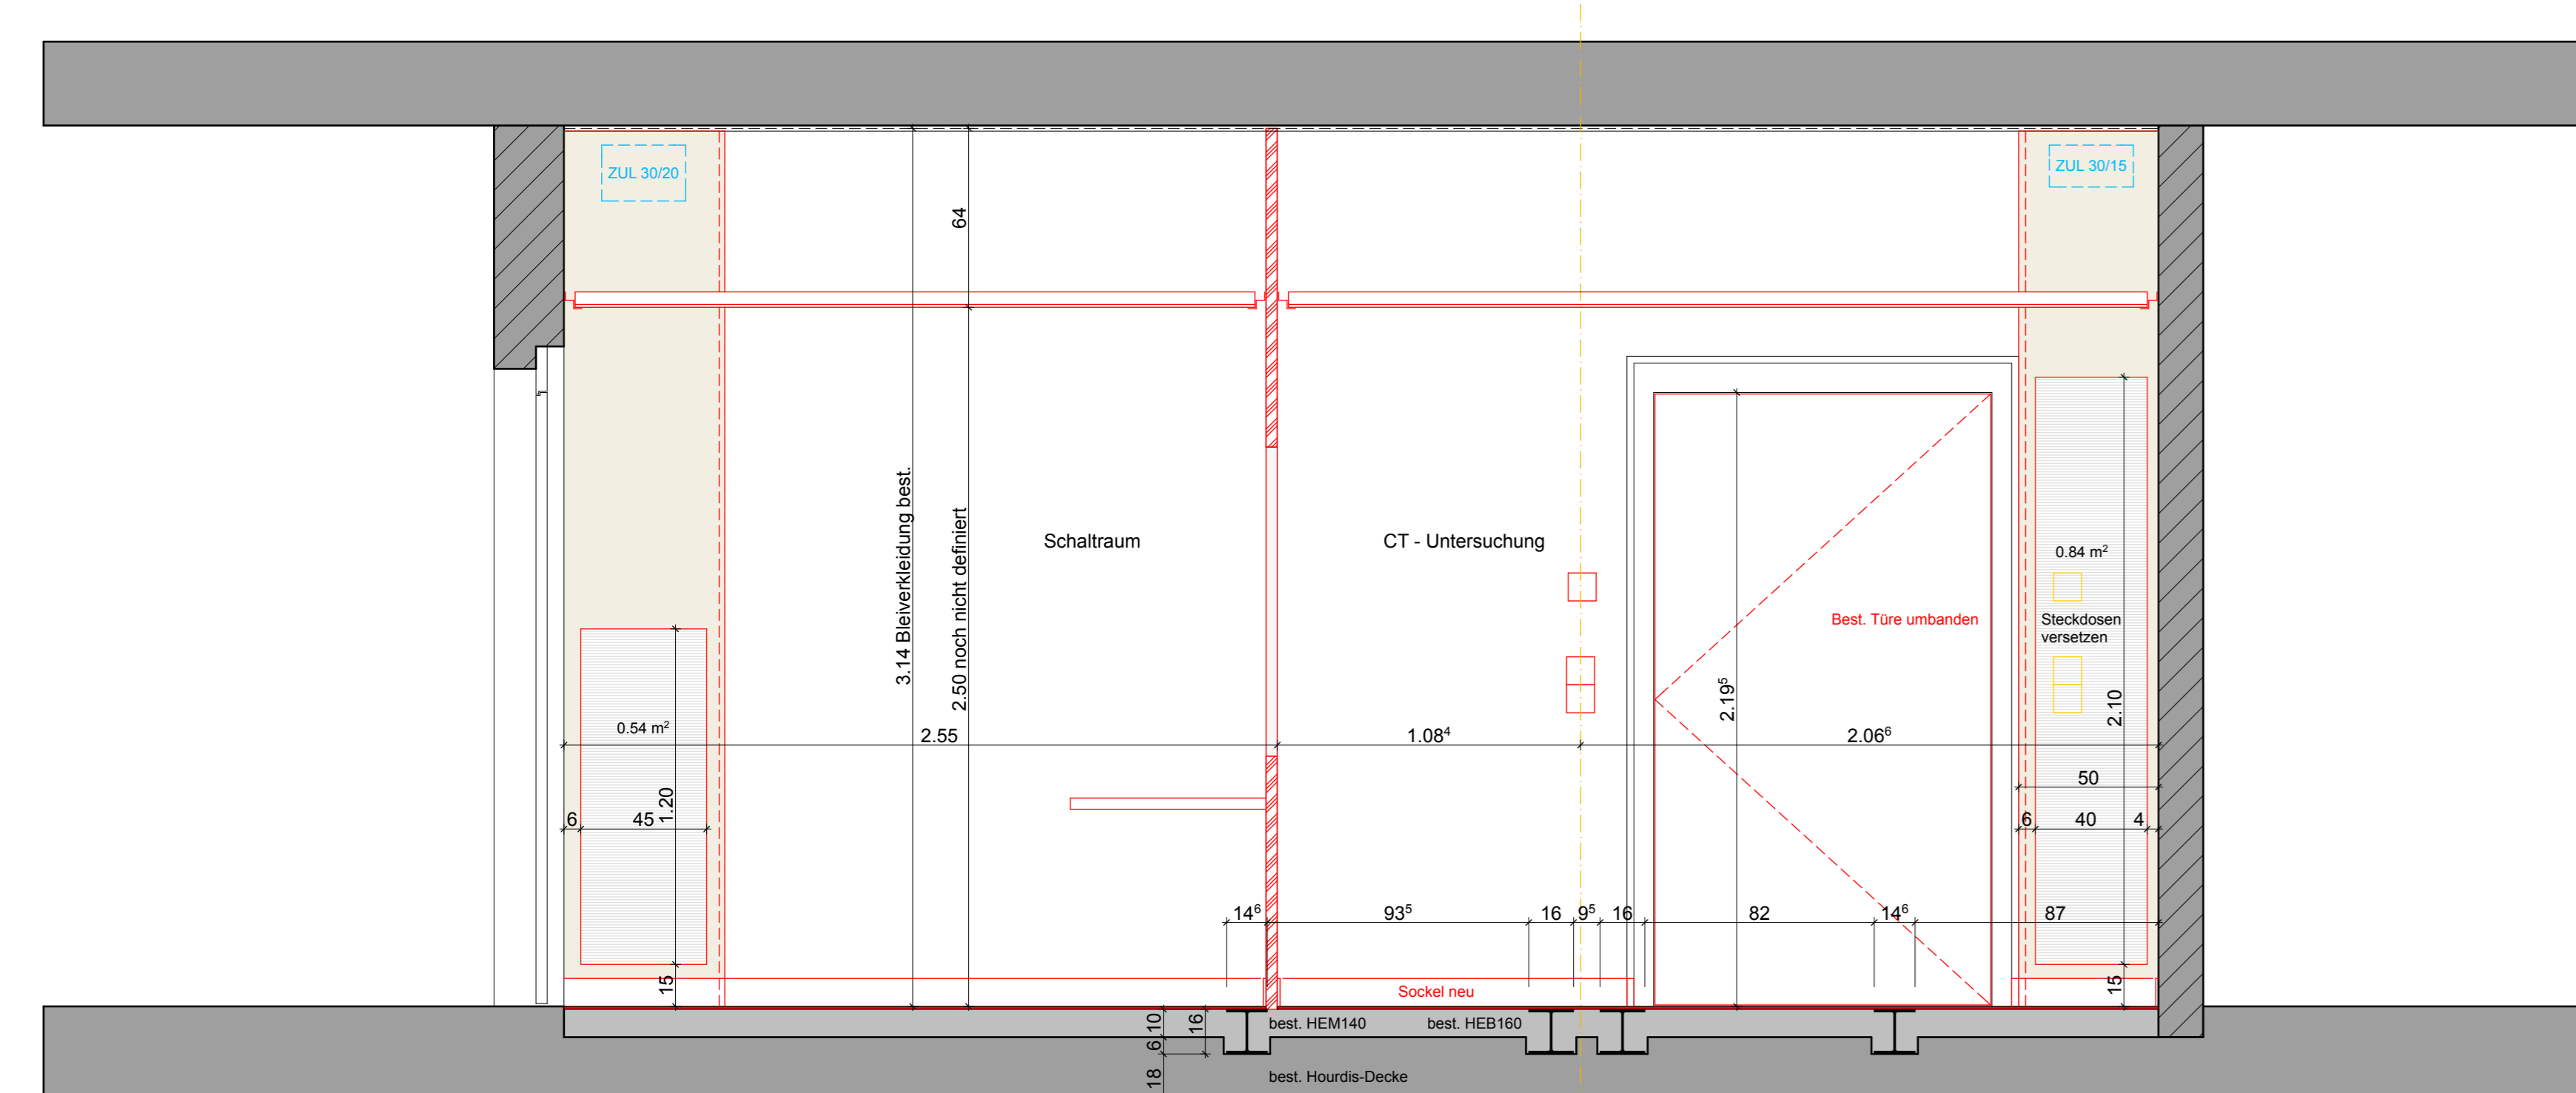 ZUL 30/20
ZUL 30/15
64
3.14 Bleiverkleidung best.
2.50 noch nicht definiert
Schaltraum
CT - Untersuchung
0.84 m²
Best. Türe umbanden
Steckdosen
versetzen
2.19⁵
2.10
0.54 m²
2.55
1.08⁴
2.06⁶
50
1.20
6
45
6
40
4
14⁶
93⁵
16
9⁵
16
82
14⁶
87
15
15
Sockel neu
10
16
best. HEM140
best. HEB160
6
18
best. Hourdis-Decke